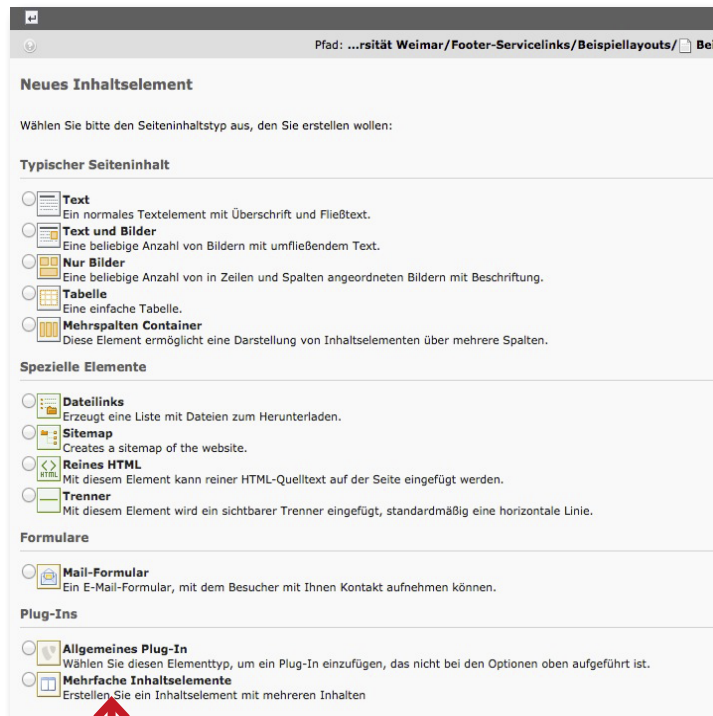 Pfad: ...rsität Weimar/Footer-Servicelinks/Beispiellayouts/ Bei
Neues Inhaltselement
Wählen Sie bitte den Seiteninhaltstyp aus, den Sie erstellen wollen:
Typischer Seiteninhalt
Text
Ein normales Textelement mit Überschrift und Fließtext.
Text und Bilder
Eine beliebige Anzahl von Bildern mit umfließendem Text.
Nur Bilder
Eine beliebige Anzahl von in Zeilen und Spalten angeordneten Bildern mit Beschriftung.
Tabelle
Eine einfache Tabelle.
Mehrspalten Container
Diese Element ermöglicht eine Darstellung von Inhaltselementen über mehrere Spalten.
Spezielle Elemente
Dateilinks
Erzeugt eine Liste mit Dateien zum Herunterladen.
Sitemap
Creates a sitemap of the website.
HTML
Reines HTML
Mit diesem Element kann reiner HTML-Quelltext auf der Seite eingefügt werden.
Trenner
Mit diesem Element wird ein sichtbarer Trenner eingefügt, standardmäßig eine horizontale Linie.
Formulare
Mail-Formular
Ein E-Mail-Formular, mit dem Besucher mit Ihnen Kontakt aufnehmen können.
Plug-Ins
Allgemeines Plug-In
Wählen Sie diesen Elementtyp, um ein Plug-In einzufügen, das nicht bei den Optionen oben aufgeführt ist.
Mehrfache Inhaltselemente
Erstellen Sie ein Inhaltselement mit mehreren Inhalten